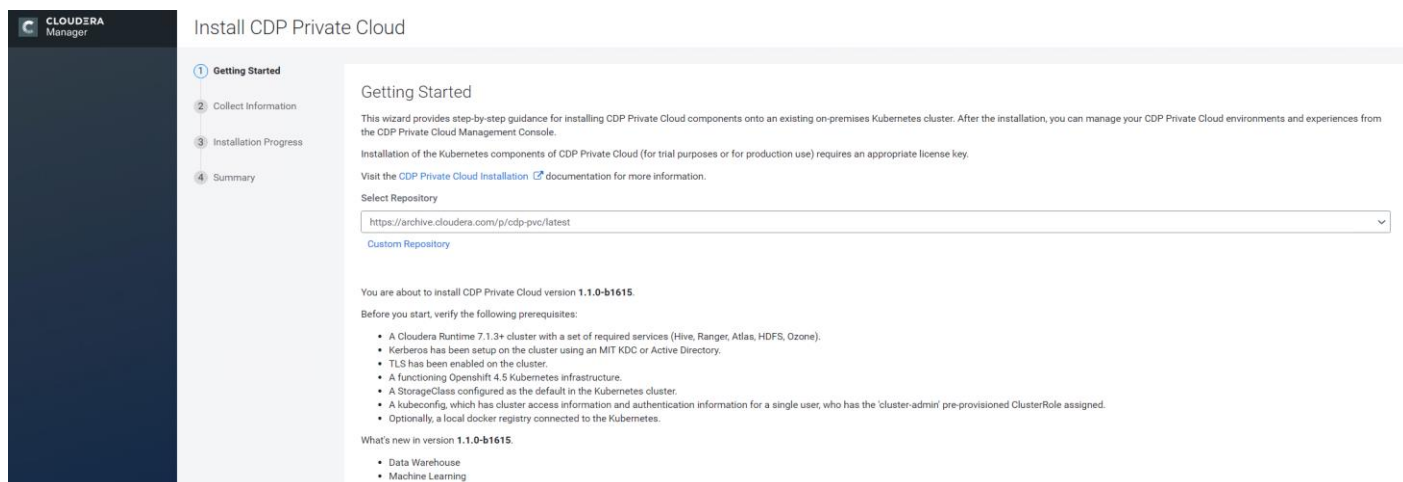 CLOUDERA
Manager
Install CDP Private Cloud
1 Getting Started
2 Collect Information
3 Installation Progress
4 Summary
Getting Started
This wizard provides step-by-step guidance for installing CDP Private Cloud components onto an existing on-premises Kubernetes cluster. After the installation, you can manage your CDP Private Cloud environments and experiences from
the CDP Private Cloud Management Console.
Installation of the Kubernetes components of CDP Private Cloud (for trial purposes or for production use) requires an appropriate license key.
Visit the CDP Private Cloud Installation documentation for more information.
Select Repository
https://archive.cloudera.com/p/cdp-pvc/latest
Custom Repository
You are about to install CDP Private Cloud version 1.1.0-b1615.
Before you start, verify the following prerequisites:
• A Cloudera Runtime 7.1.3+ cluster with a set of required services (Hive, Ranger, Atlas, HDFS, Ozone).
• Kerberos has been setup on the cluster using an MIT KDC or Active Directory.
• TLS has been enabled on the cluster.
• A functioning Openshift 4.5 Kubernetes infrastructure.
• A StorageClass configured as the default in the Kubernetes cluster.
• A kubeconfig, which has cluster access information and authentication information for a single user, who has the 'cluster-admin' pre-provisioned ClusterRole assigned.
• Optionally, a local docker registry connected to the Kubernetes.
What's new in version 1.1.0-b1615.
• Data Warehouse
• Machine Learning